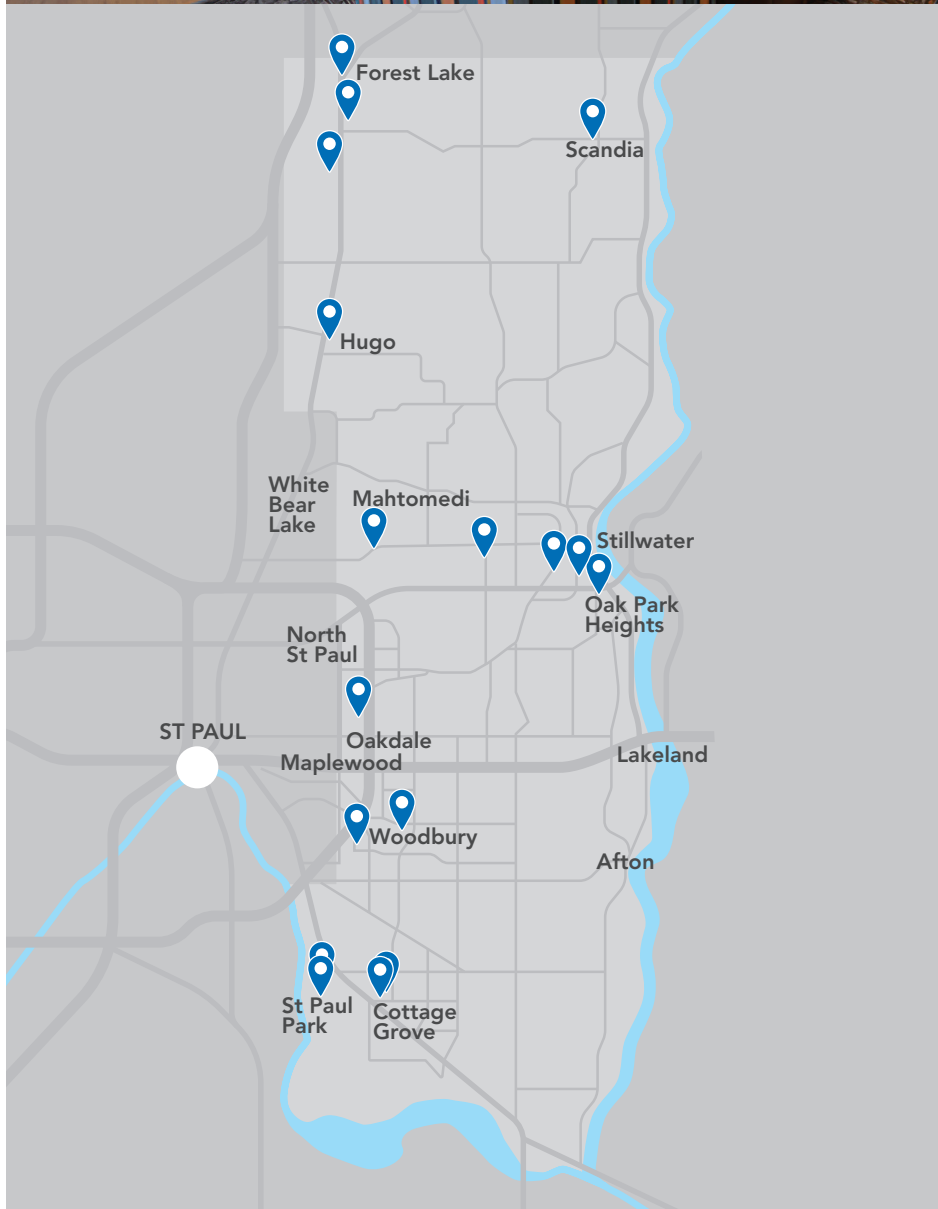 Forest Lake
Scandia
Hugo
White
Bear
Lake
Mahtomedi
Stillwater
Oak Park
Heights
North
St Paul
ST PAUL
Oakdale
Maplewood
Lakeland
Woodbury
Afton
St Paul
Park
Cottage
Grove